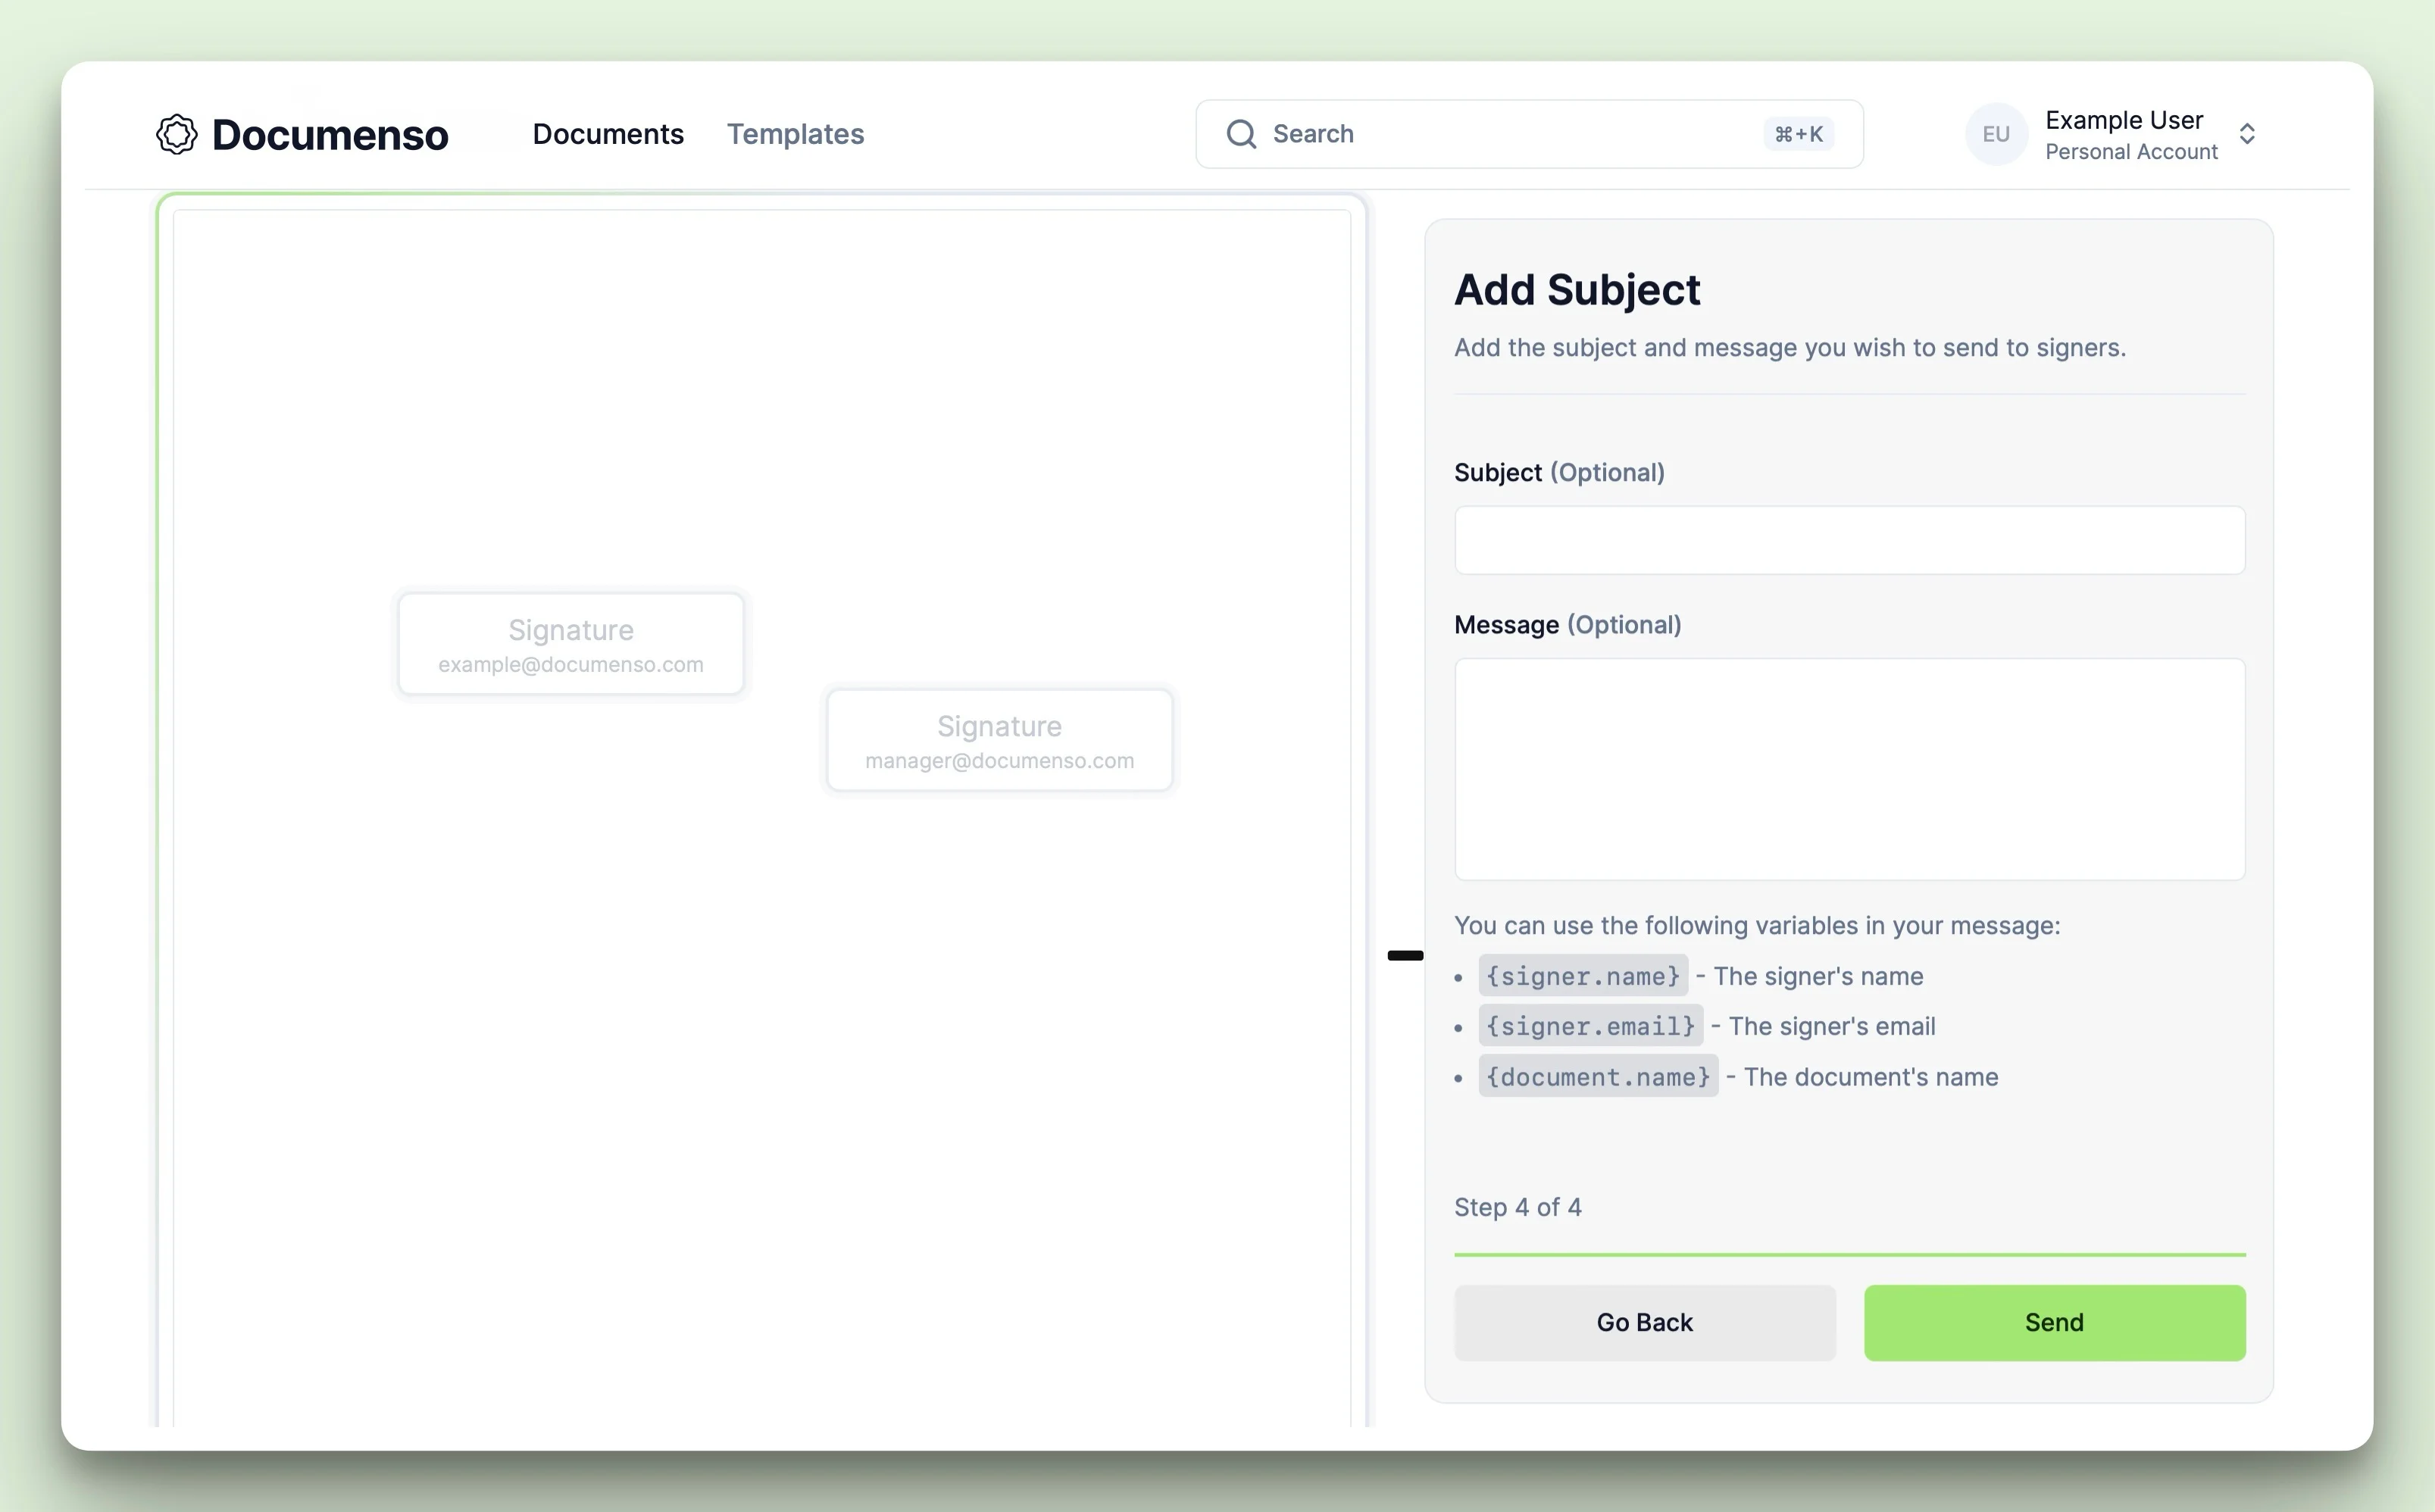 Documenso
Documents
Templates
Search
⌘+K
EU
Example User
Personal Account
Signature
example@documenso.com
Signature
manager@documenso.com
Add Subject
Add the subject and message you wish to send to signers.
Subject (Optional)
Message (Optional)
You can use the following variables in your message:
• {signer.name} - The signer's name
• {signer.email} - The signer's email
• {document.name} - The document's name
Step 4 of 4
Go Back
Send